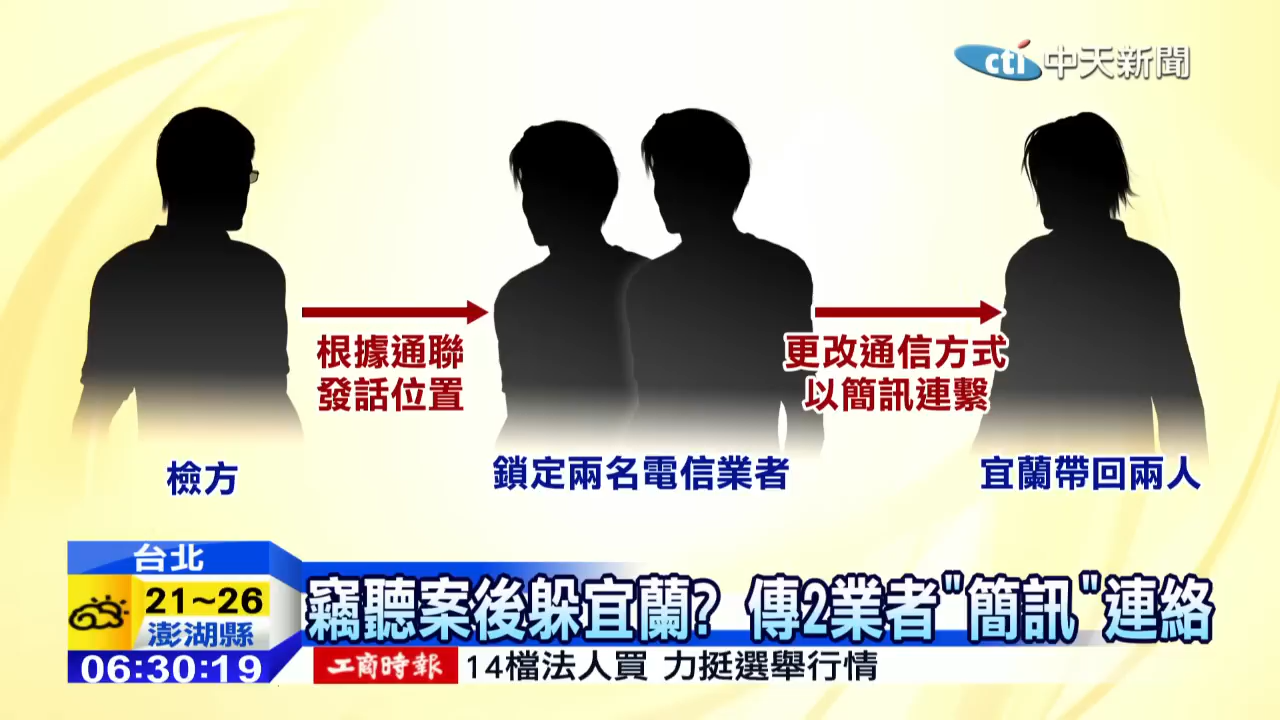 cti 中天新聞
根據通聯
發話位置
更改通信方式
以簡訊連繫
檢方
鎖定兩名電信業者
宜蘭帶回兩人
台北
21~26
澎湖縣
06:30:19
竊聽案後躲宜蘭? 傳2業者"簡訊"連絡
工商時報 14檔法人買 力挺選舉行情